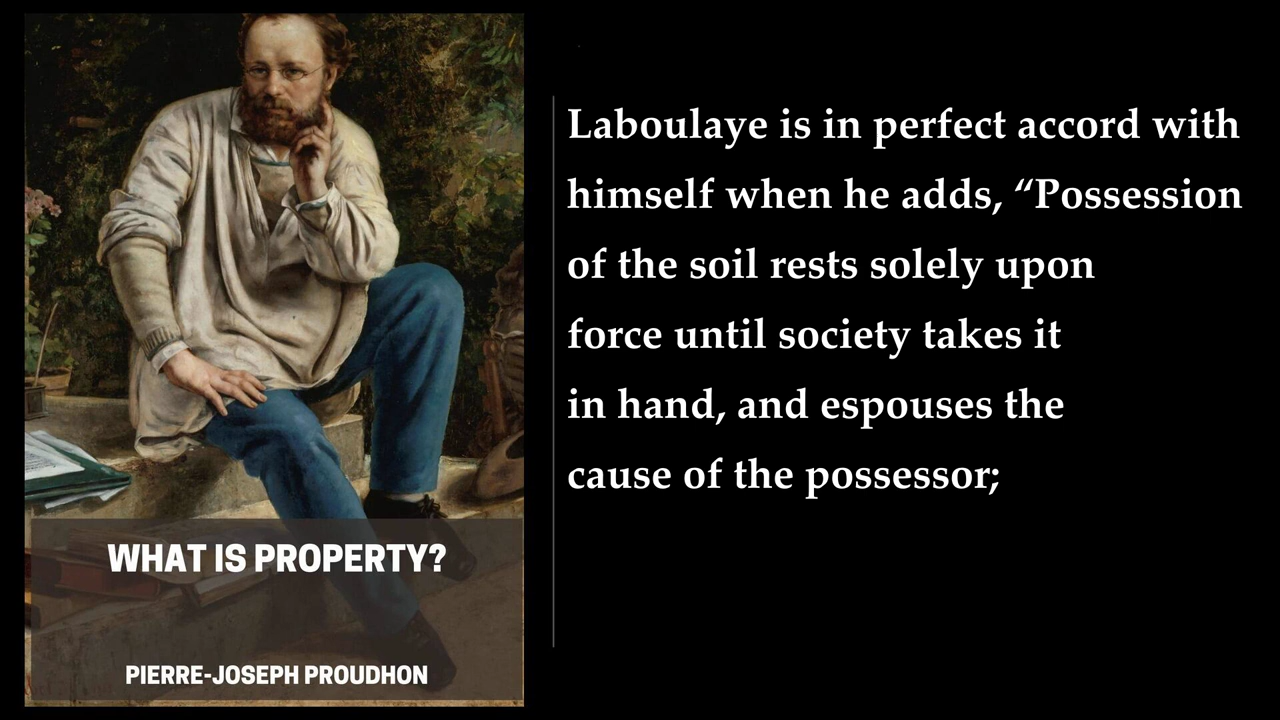 WHAT IS PROPERTY?
PIERRE-JOSEPH PROUDHON
Laboulaye is in perfect accord with
himself when he adds, “Possession
of the soil rests solely upon
force until society takes it
in hand, and espouses the
cause of the possessor;